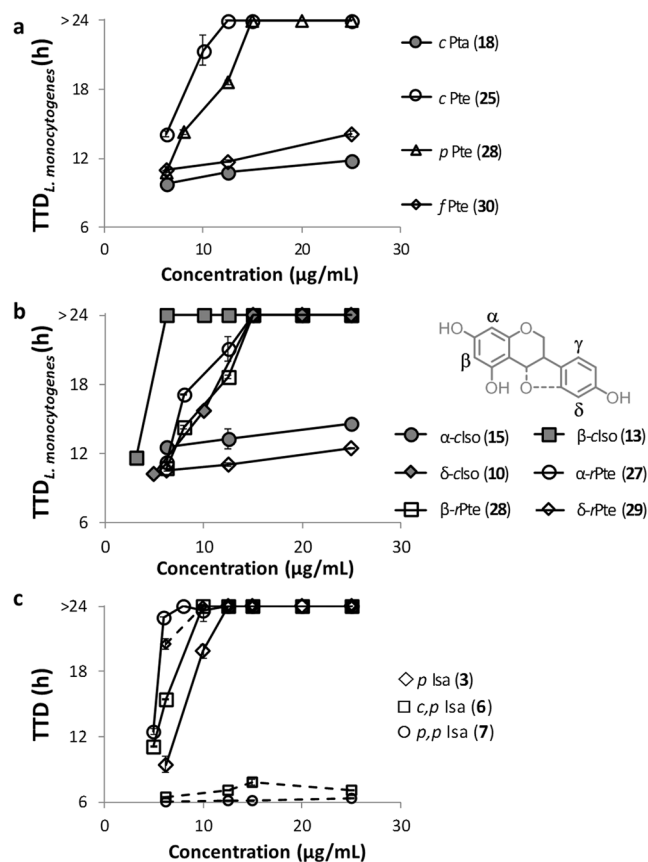 a
TTD L. monocytogenes (h)
>24
18
12
6
0 10 20 30
Concentration (µg/mL)
c Pta (18)
c Pte (25)
p Pte (28)
f Pte (30)
b
TTD L. monocytogenes (h)
>24
18
12
6
0 10 20 30
Concentration (µg/mL)
α
HO O
β γ
OH O OH
δ
α-cIso (15) β-cIso (13)
δ-cIso (10) α-rPte (27)
β-rPte (28) δ-rPte (29)
c
TTD (h)
>24
18
12
6
0 10 20 30
Concentration (µg/mL)
p Isa (3)
c,p Isa (6)
p,p Isa (7)